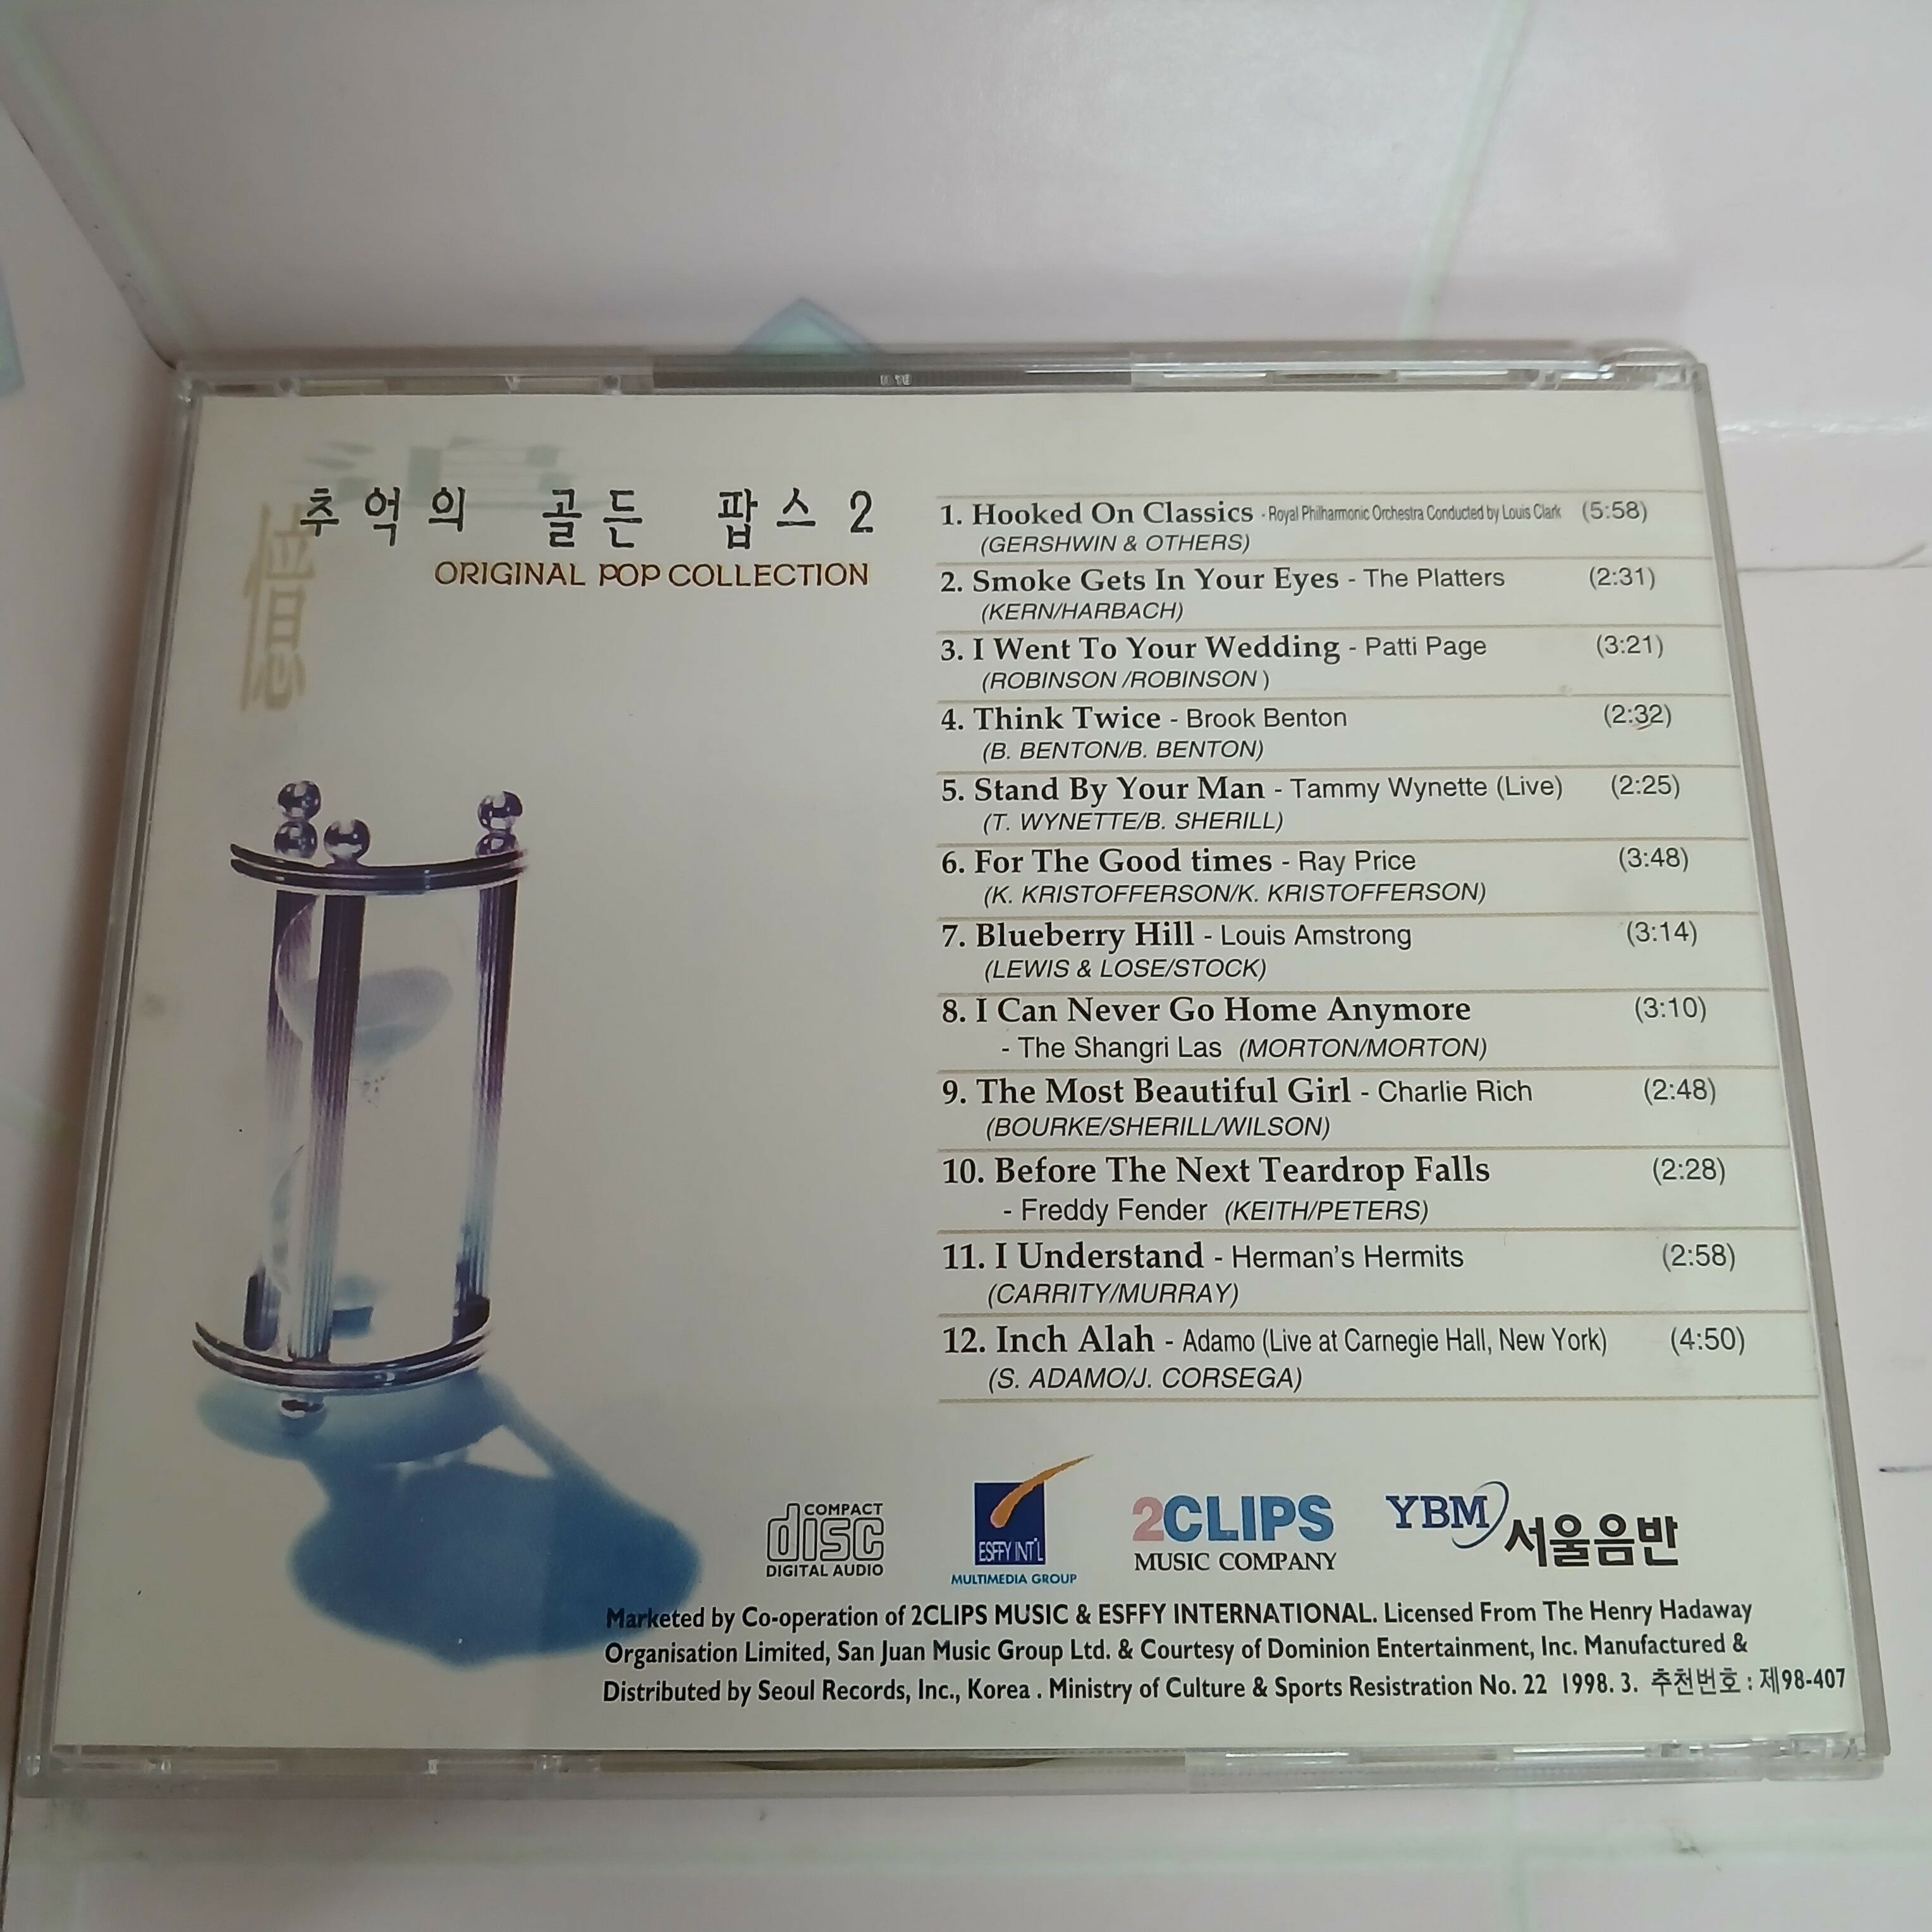 추억의 골든 팝스 2
ORIGINAL POP COLLECTION
憶
1. Hooked On Classics - Royal Philharmonic Orchestra Conducted by Louis Clark (5:58)
(GERSHWIN & OTHERS)
2. Smoke Gets In Your Eyes - The Platters (2:31)
(KERN/HARBACH)
3. I Went To Your Wedding - Patti Page (3:21)
(ROBINSON /ROBINSON )
4. Think Twice - Brook Benton (2:32)
(B. BENTON/B. BENTON)
5. Stand By Your Man - Tammy Wynette (Live) (2:25)
(T. WYNETTE/B. SHERILL)
6. For The Good times - Ray Price (3:48)
(K. KRISTOFFERSON/K. KRISTOFFERSON)
7. Blueberry Hill - Louis Amstrong (3:14)
(LEWIS & LOSE/STOCK)
8. I Can Never Go Home Anymore (3:10)
- The Shangri Las (MORTON/MORTON)
9. The Most Beautiful Girl - Charlie Rich (2:48)
(BOURKE/SHERILL/WILSON)
10. Before The Next Teardrop Falls (2:28)
- Freddy Fender (KEITH/PETERS)
11. I Understand - Herman's Hermits (2:58)
(CARRITY/MURRAY)
12. Inch Alah - Adamo (Live at Carnegie Hall, New York) (4:50)
(S. ADAMO/J. CORSEGA)
COMPACT
disc
DIGITAL AUDIO
ESFFY INT'L
MULTIMEDIA GROUP
2CLIPS
MUSIC COMPANY
YBM 서울음반
Marketed by Co-operation of 2CLIPS MUSIC & ESFFY INTERNATIONAL. Licensed From The Henry Hadaway
Organisation Limited, San Juan Music Group Ltd. & Courtesy of Dominion Entertainment, Inc. Manufactured &
Distributed by Seoul Records, Inc., Korea . Ministry of Culture & Sports Resistration No. 22 1998. 3. 추천번호 : 제98-407